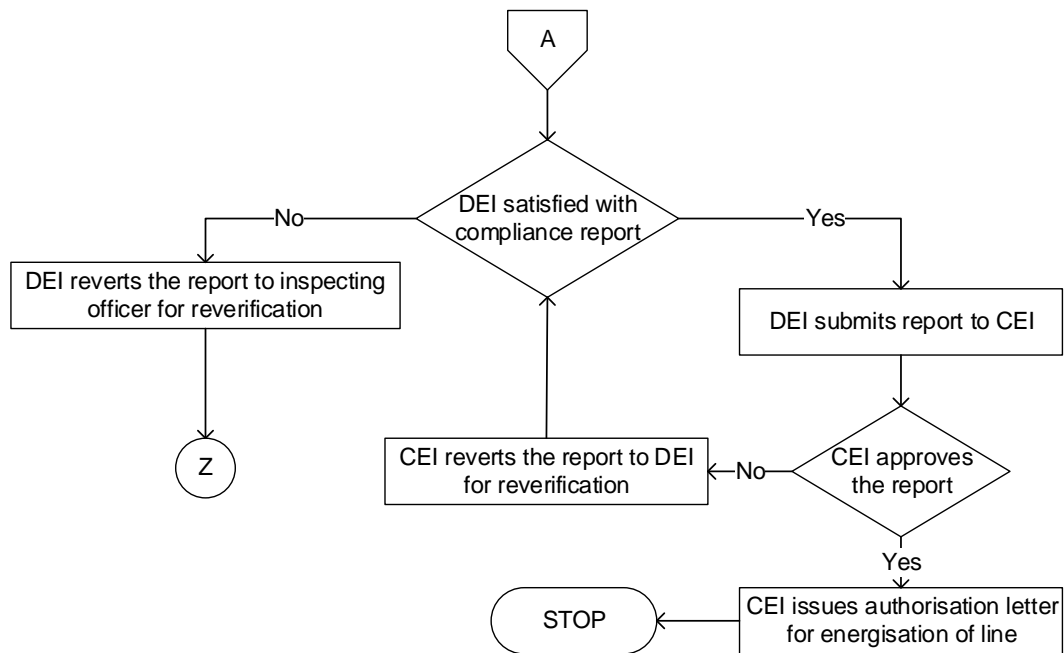 A
DEI satisfied with
compliance report
No
Yes
DEI reverts the report to inspecting
officer for reverification
DEI submits report to CEI
Z
CEI reverts the report to DEI
for reverification
No
CEI approves
the report
Yes
STOP
CEI issues authorisation letter
for energisation of line